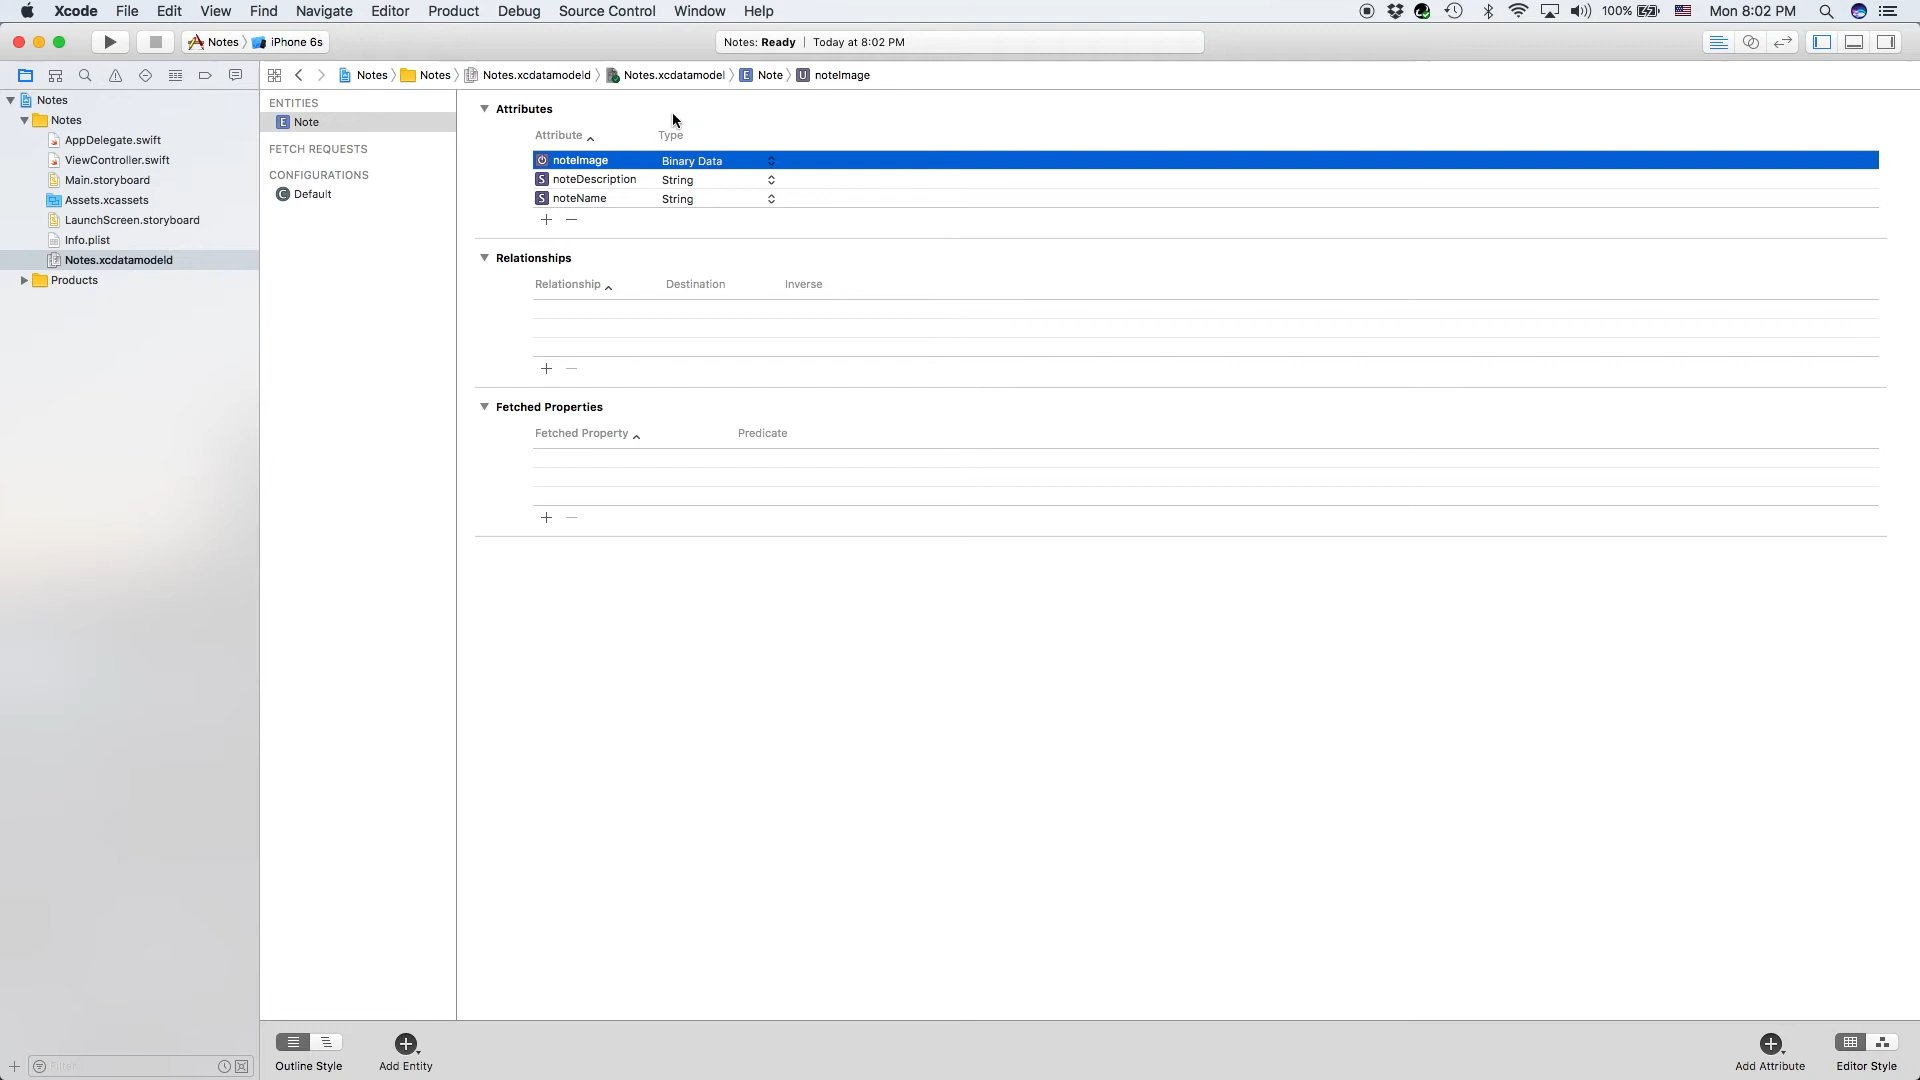 Xcode File Edit View Find Navigate Editor Product Debug Source Control Window Help 100% Mon 8:02 PM
Notes iPhone 6s Notes: Ready | Today at 8:02 PM
Notes Notes Notes.xcdatamodeld Notes.xcdatamodel E Note U noteImage
Notes
Notes
AppDelegate.swift
ViewController.swift
Main.storyboard
Assets.xcassets
LaunchScreen.storyboard
Info.plist
Notes.xcdatamodeld
Products
Filter
ENTITIES
E Note
FETCH REQUESTS
CONFIGURATIONS
C Default
Attributes
Attribute Type
noteImage Binary Data
S noteDescription String
S noteName String
Relationships
Relationship Destination Inverse
Fetched Properties
Fetched Property Predicate
Outline Style Add Entity Add Attribute Editor Style